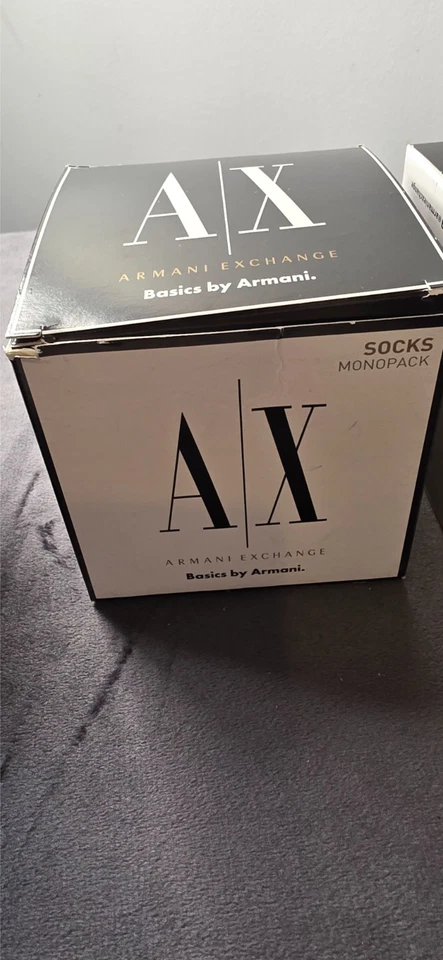 A|X
ARMANI EXCHANGE
Basics by Armani.
SOCKS
MONOPACK
A|X
ARMANI EXCHANGE
Basics by Armani.